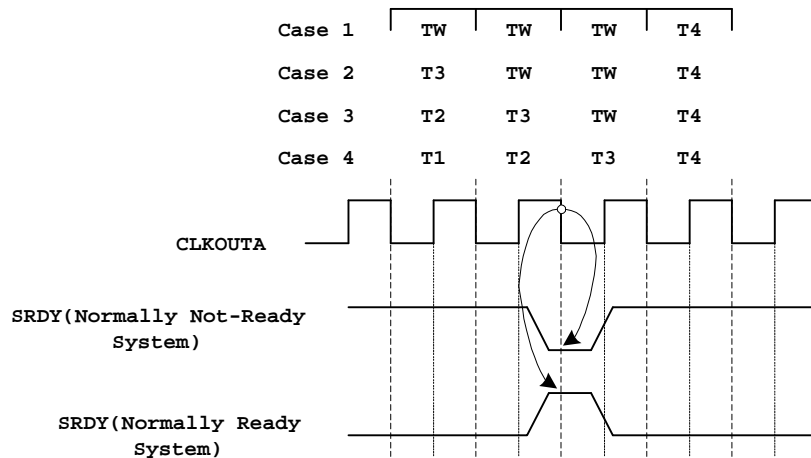 Case 1 TW TW TW T4
Case 2 T3 TW TW T4
Case 3 T2 T3 TW T4
Case 4 T1 T2 T3 T4
CLKOUTA
SRDY(Normally Not-Ready
System)
SRDY(Normally Ready
System)